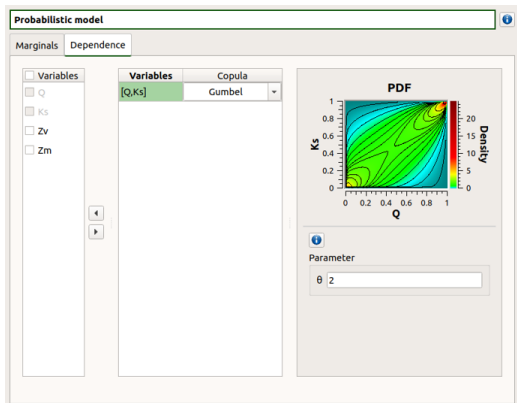 Probabilistic model
Marginals Dependence
Variables
Q
Ks
Zv
Zm
Variables Copula
[Q,Ks] Gumbel
PDF
1
0.8
0.6
0.4
0.2
0
Ks
0 0.2 0.4 0.6 0.8 1
Q
20
15
10
5
0
Density
Parameter
θ 2